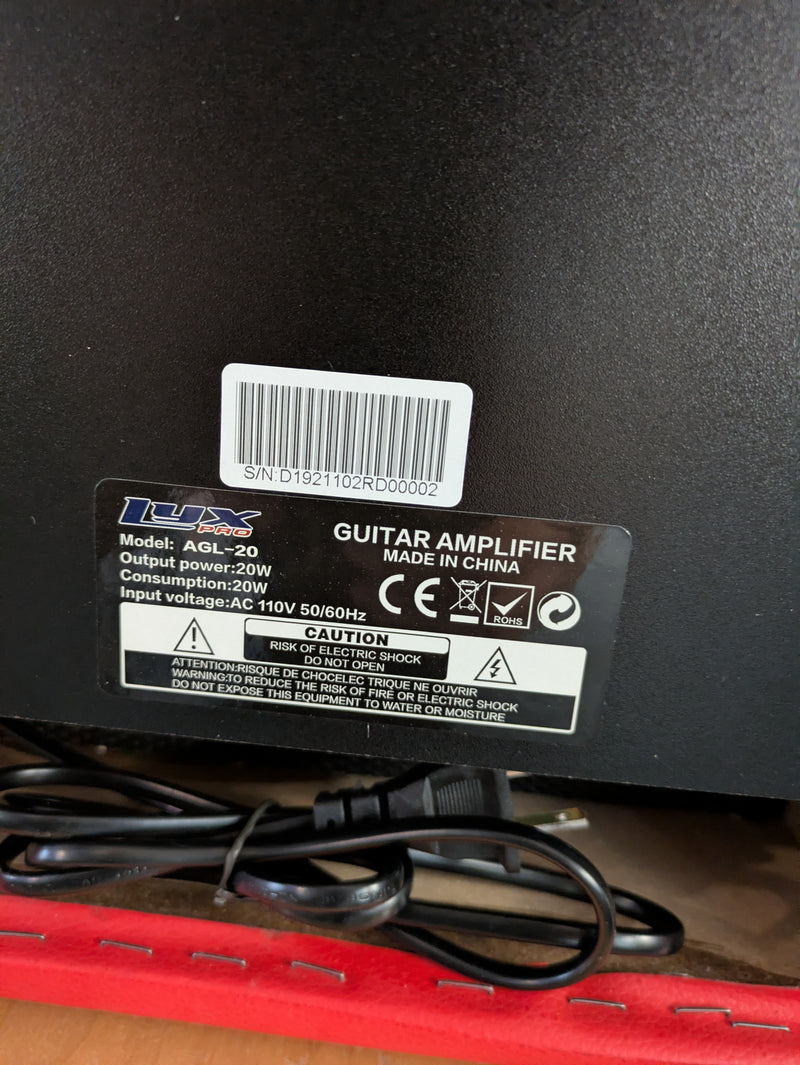 S/N:D1921102RD00002
LYX
PRO
Model: AGL-20
Output power:20W
Consumption:20W
Input voltage:AC 110V 50/60Hz
GUITAR AMPLIFIER
MADE IN CHINA
CE
ROHS
CAUTION
RISK OF ELECTRIC SHOCK
DO NOT OPEN
ATTENTION:RISQUE DE CHOCELEC TRIQUE NE OUVRIR
WARNING:TO REDUCE THE RISK OF FIRE OR ELECTRIC SHOCK
DO NOT EXPOSE THIS EQUIPMENT TO WATER OR MOISTURE